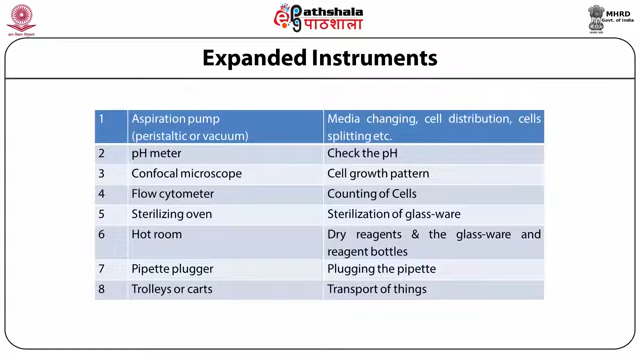 Pathshala
पाठशाला
MHRD
Govt. of India
Expanded Instruments
1 Aspiration pump (peristaltic or vacuum) Media changing, cell distribution, cells splitting etc.
2 pH meter Check the pH
3 Confocal microscope Cell growth pattern
4 Flow cytometer Counting of Cells
5 Sterilizing oven Sterilization of glass-ware
6 Hot room Dry reagents & the glass-ware and reagent bottles
7 Pipette plugger Plugging the pipette
8 Trolleys or carts Transport of things